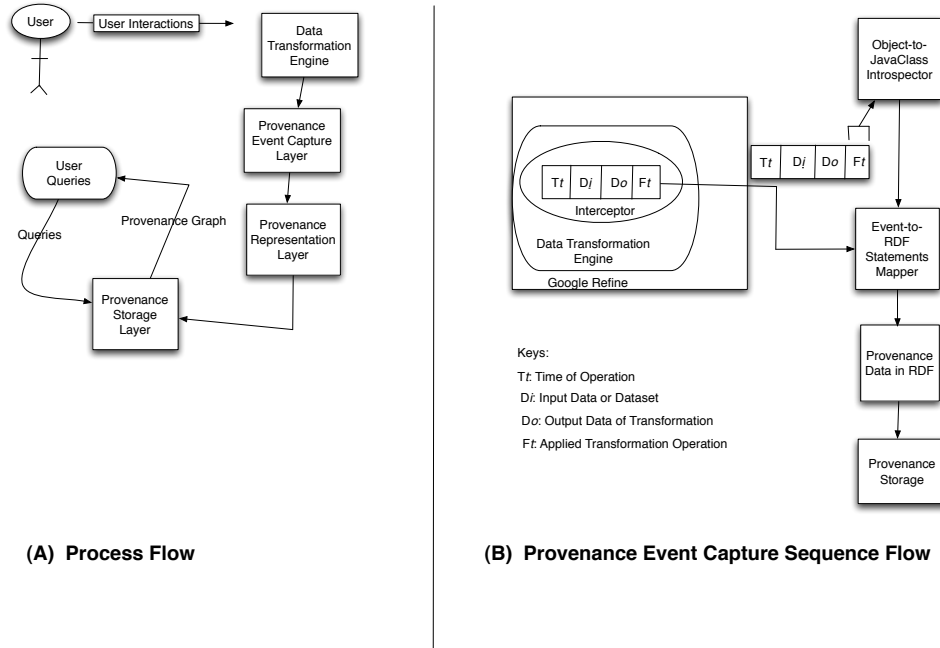 User
User Interactions
Data
Transformation
Engine
Provenance
Event Capture
Layer
User
Queries
Queries
Provenance Graph
Provenance
Representation
Layer
Provenance
Storage
Layer
(A) Process Flow
Object-to-
JavaClass
Introspector
Tt Di Do Ft
Tt Di Do Ft
Interceptor
Data Transformation
Engine
Google Refine
Event-to-
RDF
Statements
Mapper
Provenance
Data in RDF
Provenance
Storage
Keys:
Tt: Time of Operation
Di: Input Data or Dataset
Do: Output Data of Transformation
Ft: Applied Transformation Operation
(B) Provenance Event Capture Sequence Flow